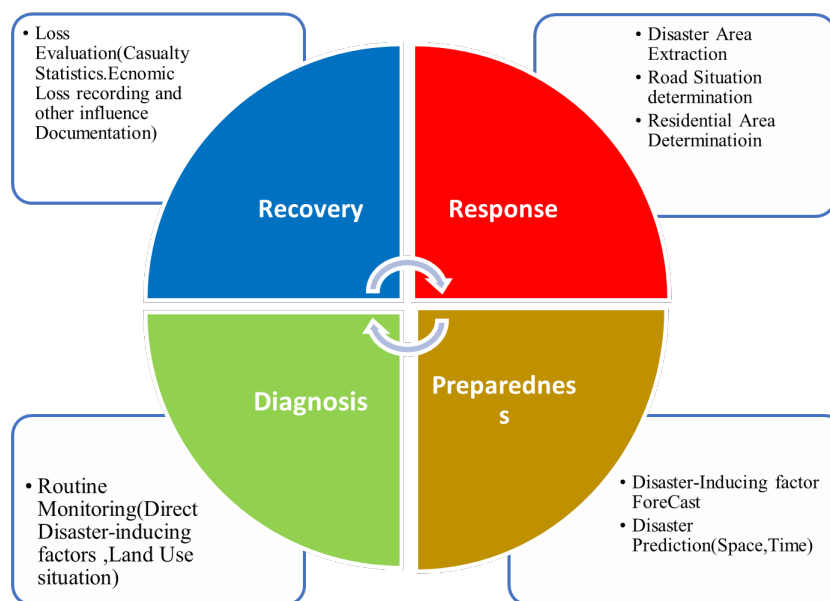 • Loss
Evaluation(Casualty
Statistics.Ecnomic
Loss recording and
other influence
Documentation)
• Disaster Area
Extraction
• Road Situation
determination
• Residential Area
Determinatioin
Recovery
Response
Diagnosis
Preparednes
s
• Routine
Monitoring(Direct
Disaster-inducing
factors ,Land Use
situation)
• Disaster-Inducing factor
ForeCast
• Disaster
Prediction(Space,Time)